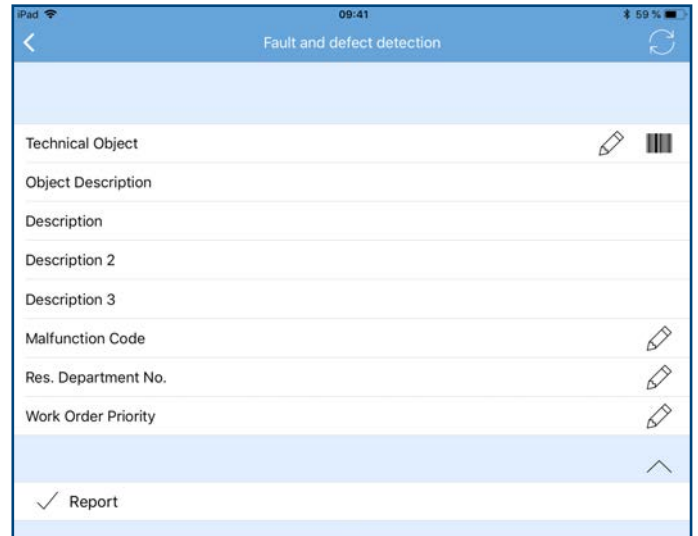 iPad 09:41 59 %
Fault and defect detection
Technical Object
Object Description
Description
Description 2
Description 3
Malfunction Code
Res. Department No.
Work Order Priority
Report